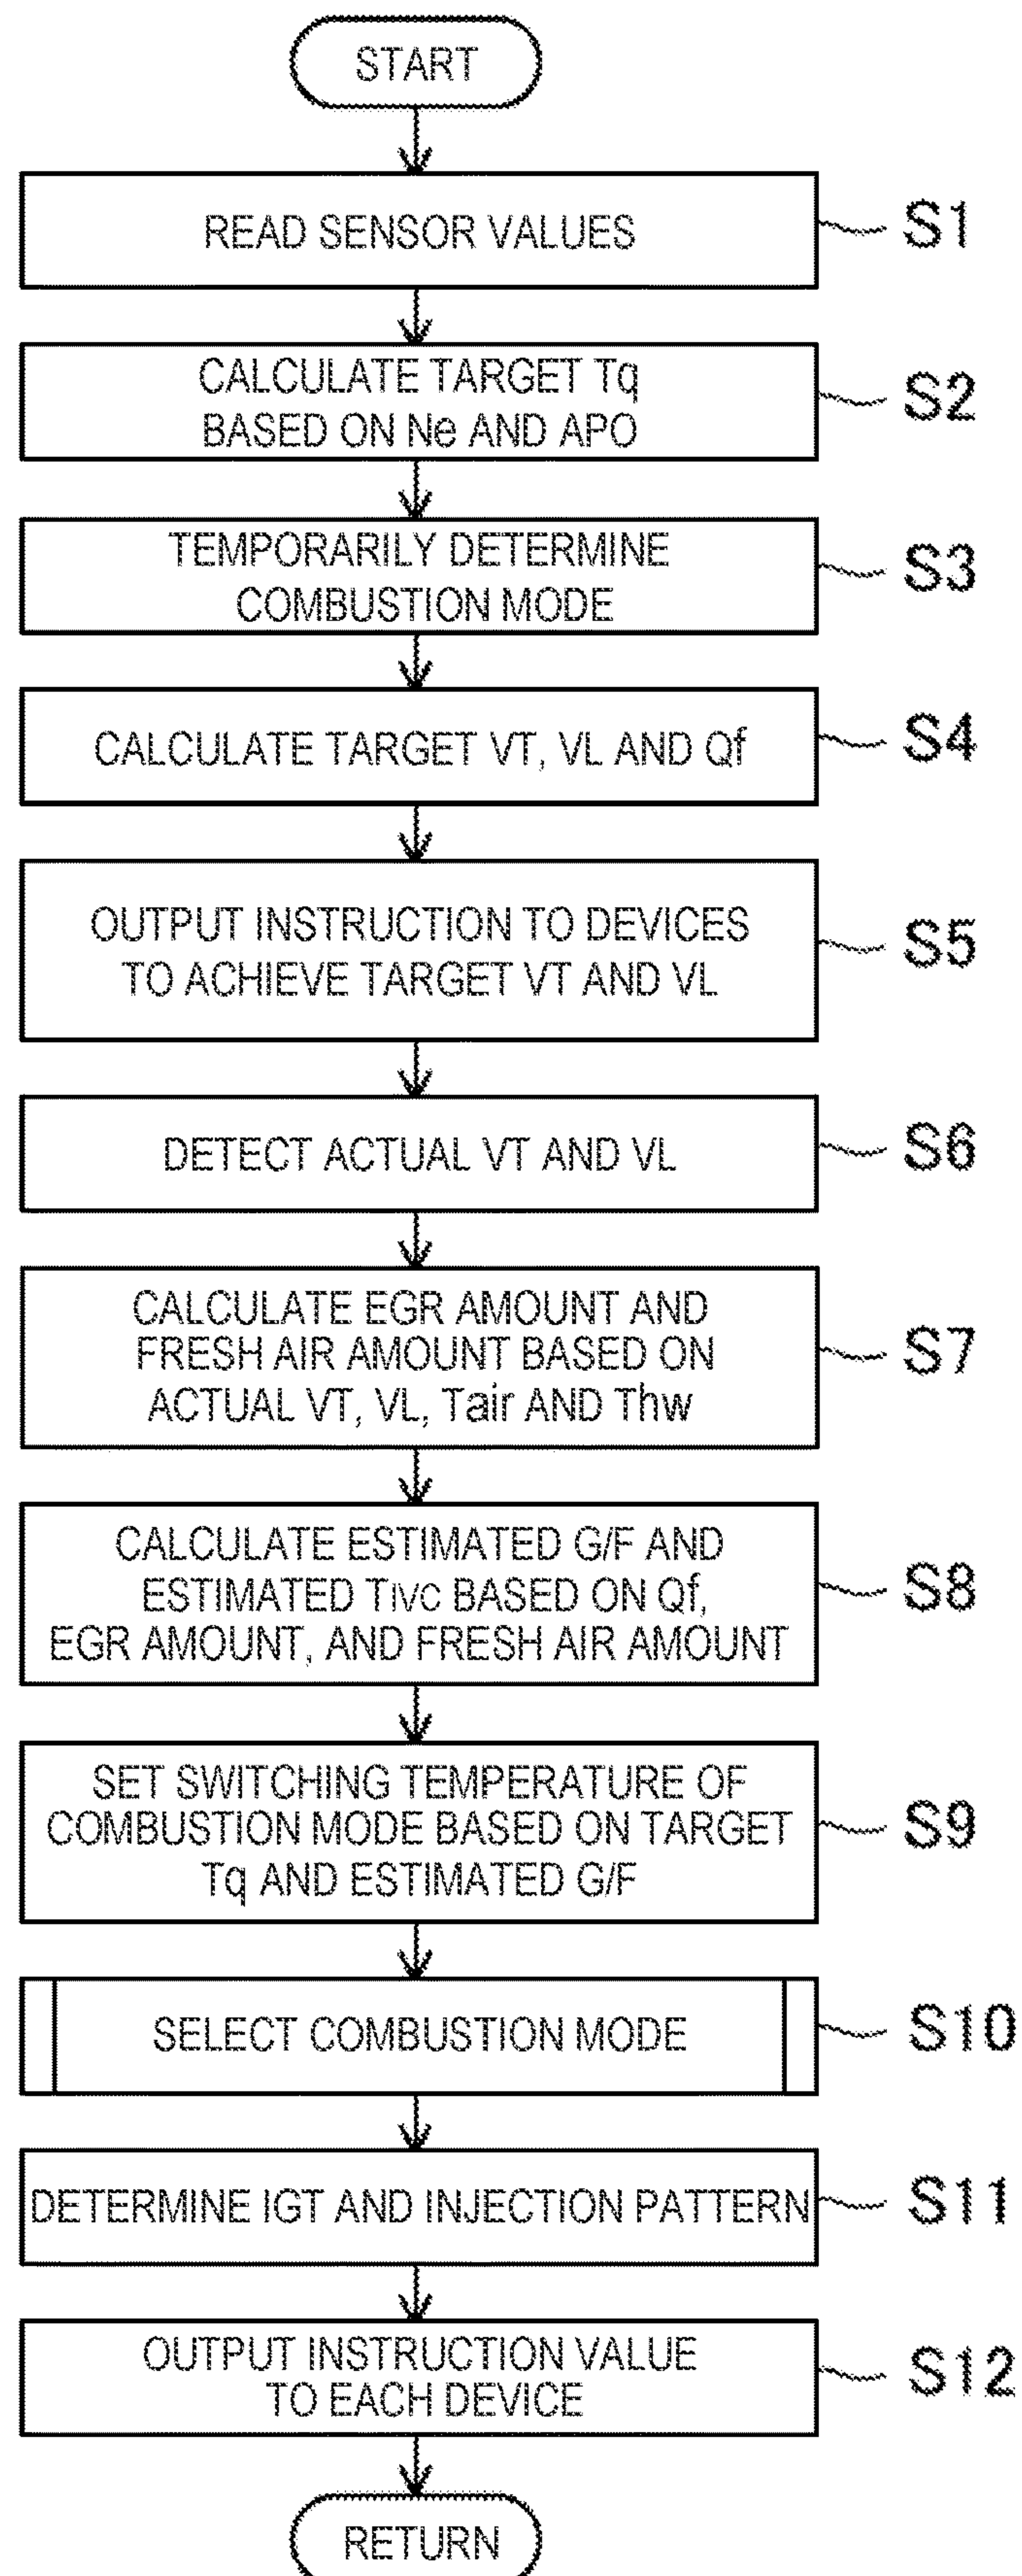 START
READ SENSOR VALUES
S1
CALCULATE TARGET Tq
BASED ON Ne AND APO
S2
TEMPORARILY DETERMINE
COMBUSTION MODE
S3
CALCULATE TARGET VT, VL AND Qf
S4
OUTPUT INSTRUCTION TO DEVICES
TO ACHIEVE TARGET VT AND VL
S5
DETECT ACTUAL VT AND VL
S6
CALCULATE EGR AMOUNT AND
FRESH AIR AMOUNT BASED ON
ACTUAL VT, VL, Tair AND Thw
S7
CALCULATE ESTIMATED G/F AND
ESTIMATED TIVC BASED ON Qf,
EGR AMOUNT, AND FRESH AIR AMOUNT
S8
SET SWITCHING TEMPERATURE OF
COMBUSTION MODE BASED ON TARGET
Tq AND ESTIMATED G/F
S9
SELECT COMBUSTION MODE
S10
DETERMINE IGT AND INJECTION PATTERN
S11
OUTPUT INSTRUCTION VALUE
TO EACH DEVICE
S12
RETURN